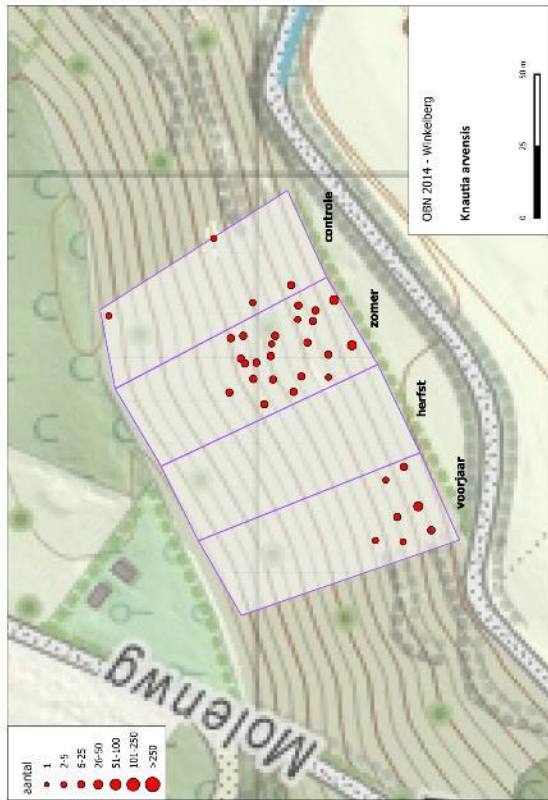 OBN 2014 - Winkelberg
Knautia arvensis
0 25 50 m
controle
zomer
herfst
voorjaar
Molenwg
aantal
1
2-5
6-25
26-50
51-100
101-250
>250